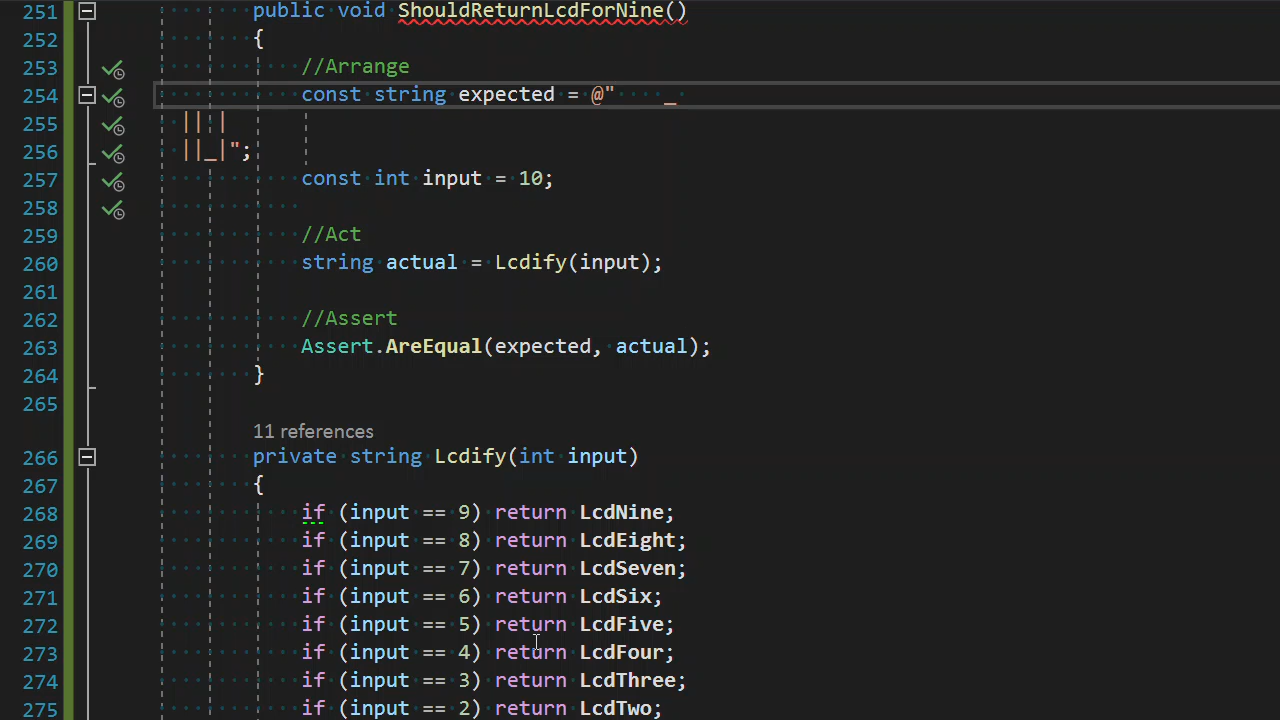 251 public void ShouldReturnLcdForNine()
252 {
253 //Arrange
254 const string expected = @"    _ 
255   || |
256   ||_|";
257 const int input = 10;
258
259 //Act
260 string actual = Lcdify(input);
261
262 //Assert
263 Assert.AreEqual(expected, actual);
264 }
265
11 references
266 private string Lcdify(int input)
267 {
268 if (input == 9) return LcdNine;
269 if (input == 8) return LcdEight;
270 if (input == 7) return LcdSeven;
271 if (input == 6) return LcdSix;
272 if (input == 5) return LcdFive;
273 if (input == 4) return LcdFour;
274 if (input == 3) return LcdThree;
275 if (input == 2) return LcdTwo;